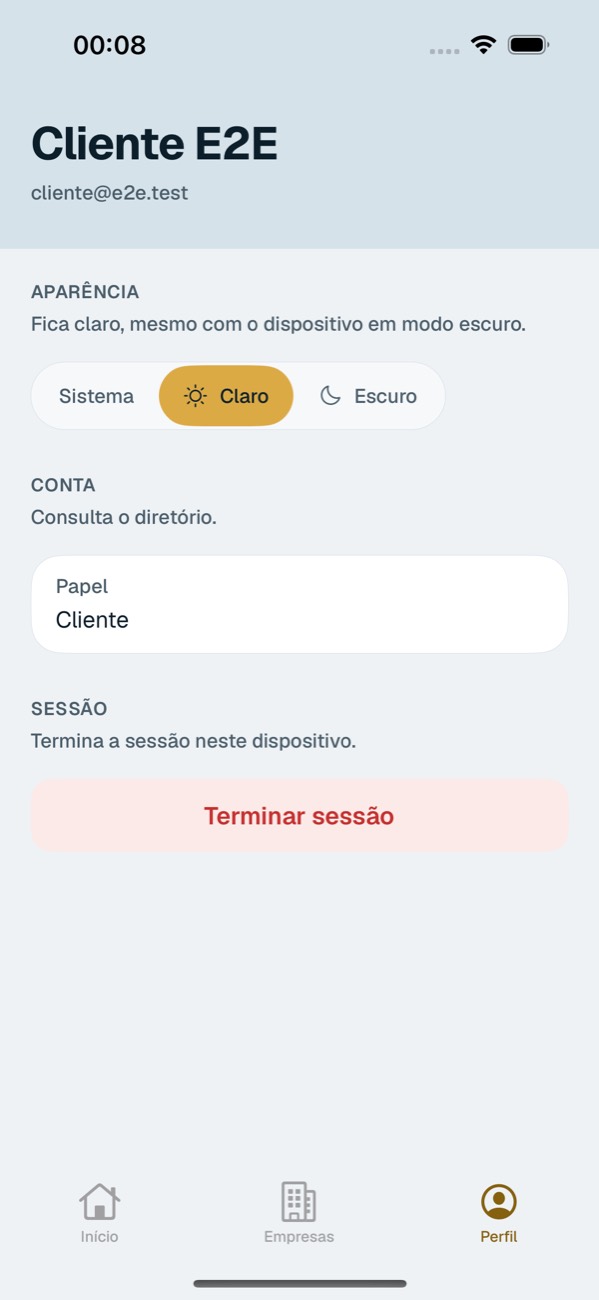 00:08
Cliente E2E
cliente@e2e.test
APARÊNCIA
Fica claro, mesmo com o dispositivo em modo escuro.
Sistema Claro Escuro
CONTA
Consulta o diretório.
Papel
Cliente
SESSÃO
Termina a sessão neste dispositivo.
Terminar sessão
Início Empresas Perfil